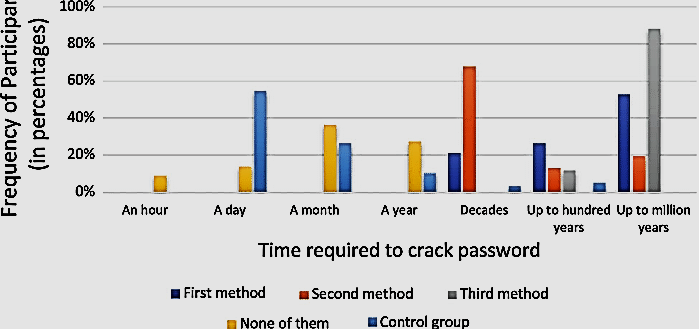 Frequency of Participan
(in percentages)
100%
80%
60%
40%
20%
0%
An hour
A day
A month
A year
Decades
Up to hundred
years
Up to million
years
Time required to crack password
First method
Second method
Third method
None of them
Control group